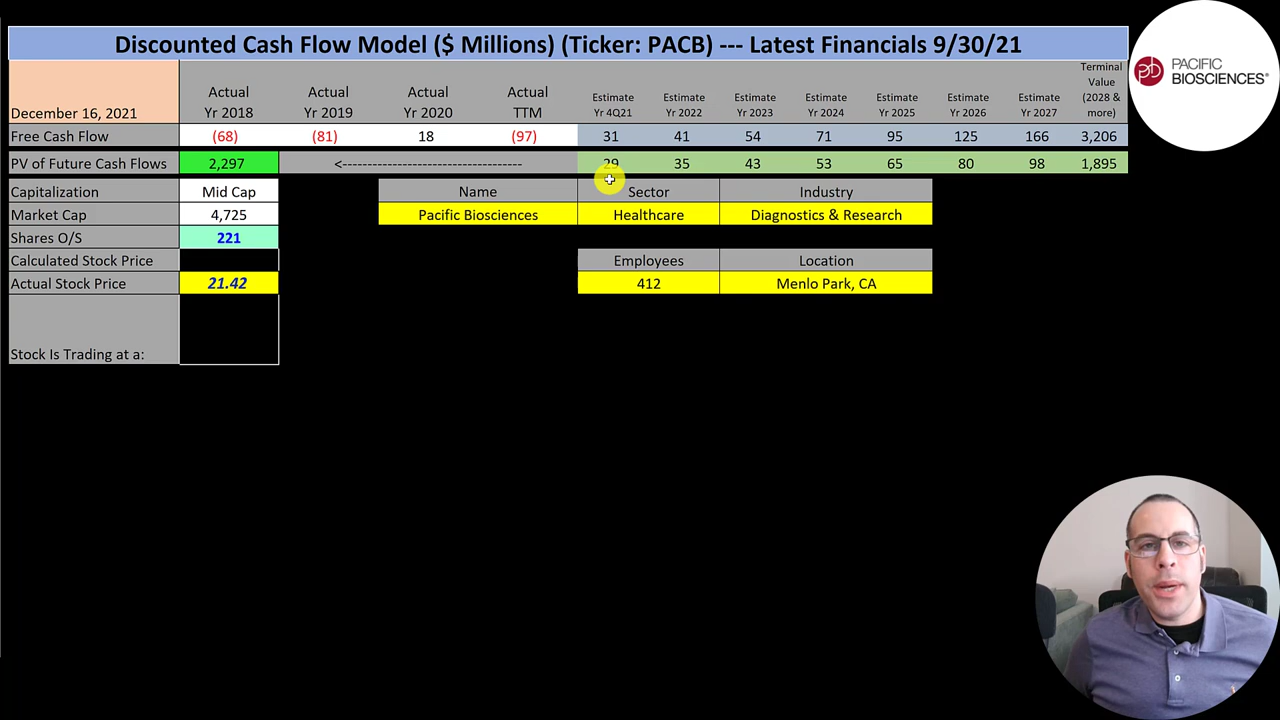 Discounted Cash Flow Model ($ Millions) (Ticker: PACB) --- Latest Financials 9/30/21
PACIFIC
BIOSCIENCES®
December 16, 2021 Actual Yr 2018 Actual Yr 2019 Actual Yr 2020 Actual TTM Estimate Yr 4Q21 Estimate Yr 2022 Estimate Yr 2023 Estimate Yr 2024 Estimate Yr 2025 Estimate Yr 2026 Estimate Yr 2027 Terminal Value (2028 & more)
Free Cash Flow (68) (81) 18 (97) 31 41 54 71 95 125 166 3,206
PV of Future Cash Flows 2,297 <------------------------------------ 29 35 43 53 65 80 98 1,895
Capitalization Mid Cap Name Sector Industry
Market Cap 4,725 Pacific Biosciences Healthcare Diagnostics & Research
Shares O/S 221
Calculated Stock Price Employees Location
Actual Stock Price 21.42 412 Menlo Park, CA
Stock Is Trading at a: